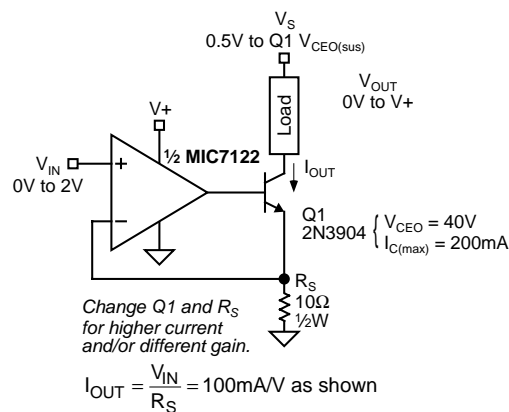 V_S
0.5V to Q1 V_CEO(sus)
V_OUT
0V to V+
Load
V+
½ MIC7122
V_IN
0V to 2V
+
−
I_OUT
Q1
2N3904
{ V_CEO = 40V
I_C(max) = 200mA
R_S
10Ω
½W
Change Q1 and R_S
for higher current
and/or different gain.
I_OUT = V_IN / R_S = 100mA/V as shown